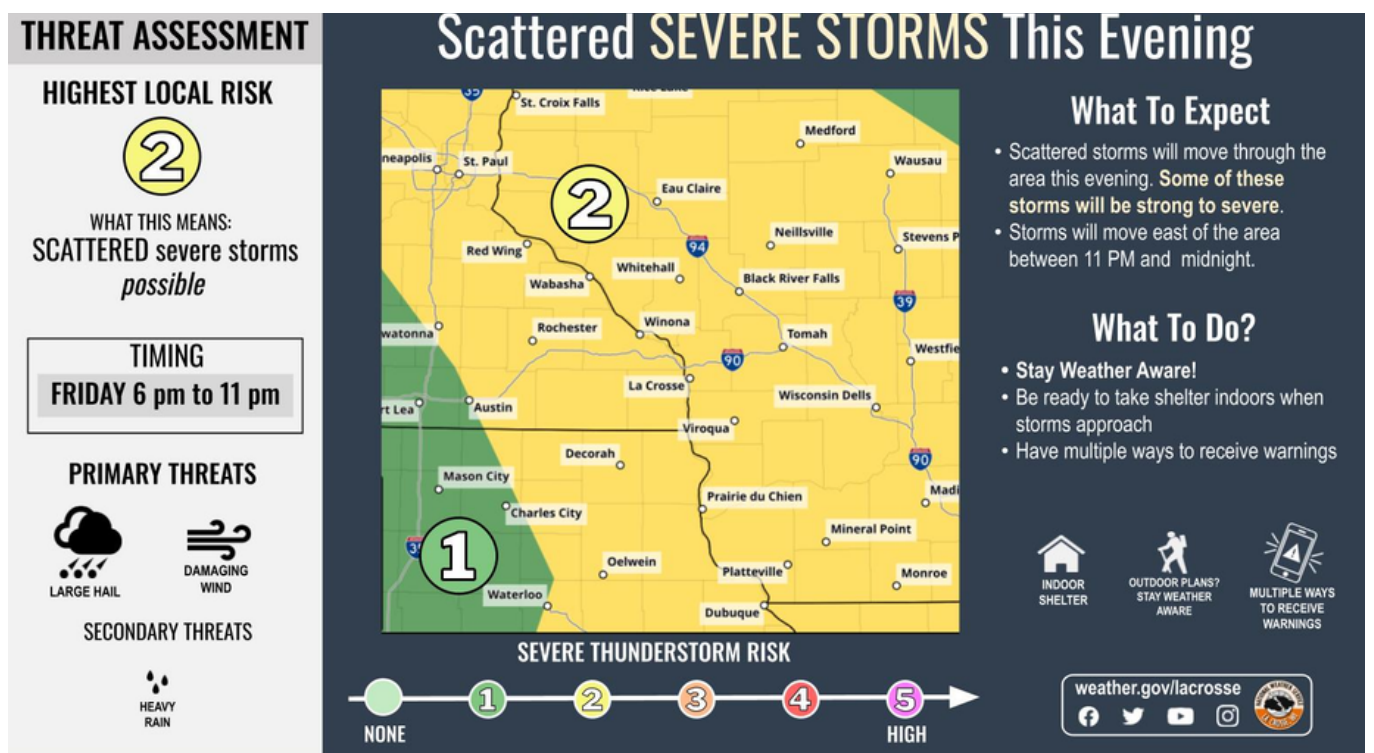 THREAT ASSESSMENT
HIGHEST LOCAL RISK
2
WHAT THIS MEANS:
SCATTERED severe storms
possible
TIMING
FRIDAY 6 pm to 11 pm
PRIMARY THREATS
LARGE HAIL
DAMAGING
WIND
SECONDARY THREATS
HEAVY
RAIN
Scattered SEVERE STORMS This Evening
35
St. Croix Falls
Medford
neapolis
St. Paul
Wausau
2
Eau Claire
Red Wing
94
Neillsville
Stevens P
Whitehall
Wabasha
Black River Falls
39
watonna
Rochester
Winona
Tomah
90
Westfie
La Crosse
Wisconsin Dells
rt Lea
Austin
Viroqua
Decorah
90
Mason City
Madi
Prairie du Chien
Charles City
Mineral Point
1
Oelwein
Platteville
Monroe
Waterloo
Dubuque
SEVERE THUNDERSTORM RISK
1
2
3
4
5
NONE
HIGH
What To Expect
• Scattered storms will move through the
area this evening. Some of these
storms will be strong to severe.
• Storms will move east of the area
between 11 PM and midnight.
What To Do?
• Stay Weather Aware!
• Be ready to take shelter indoors when
storms approach
• Have multiple ways to receive warnings
INDOOR
SHELTER
OUTDOOR PLANS?
STAY WEATHER
AWARE
MULTIPLE WAYS
TO RECEIVE
WARNINGS
weather.gov/lacrosse